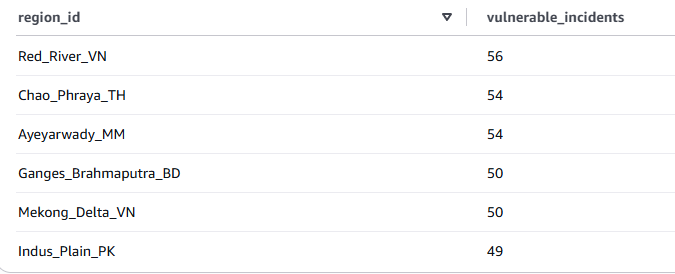 region_id vulnerable_incidents
Red_River_VN 56
Chao_Phraya_TH 54
Ayeyarwady_MM 54
Ganges_Brahmaputra_BD 50
Mekong_Delta_VN 50
Indus_Plain_PK 49